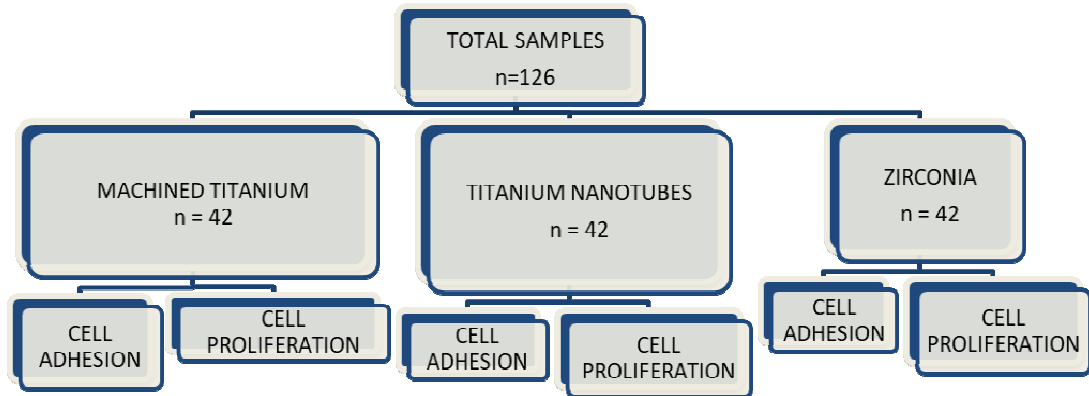 TOTAL SAMPLES
n=126
MACHINED TITANIUM
n = 42
TITANIUM NANOTUBES
n = 42
ZIRCONIA
n = 42
CELL
ADHESION
CELL
PROLIFERATION
CELL
ADHESION
CELL
PROLIFERATION
CELL
ADHESION
CELL
PROLIFERATION